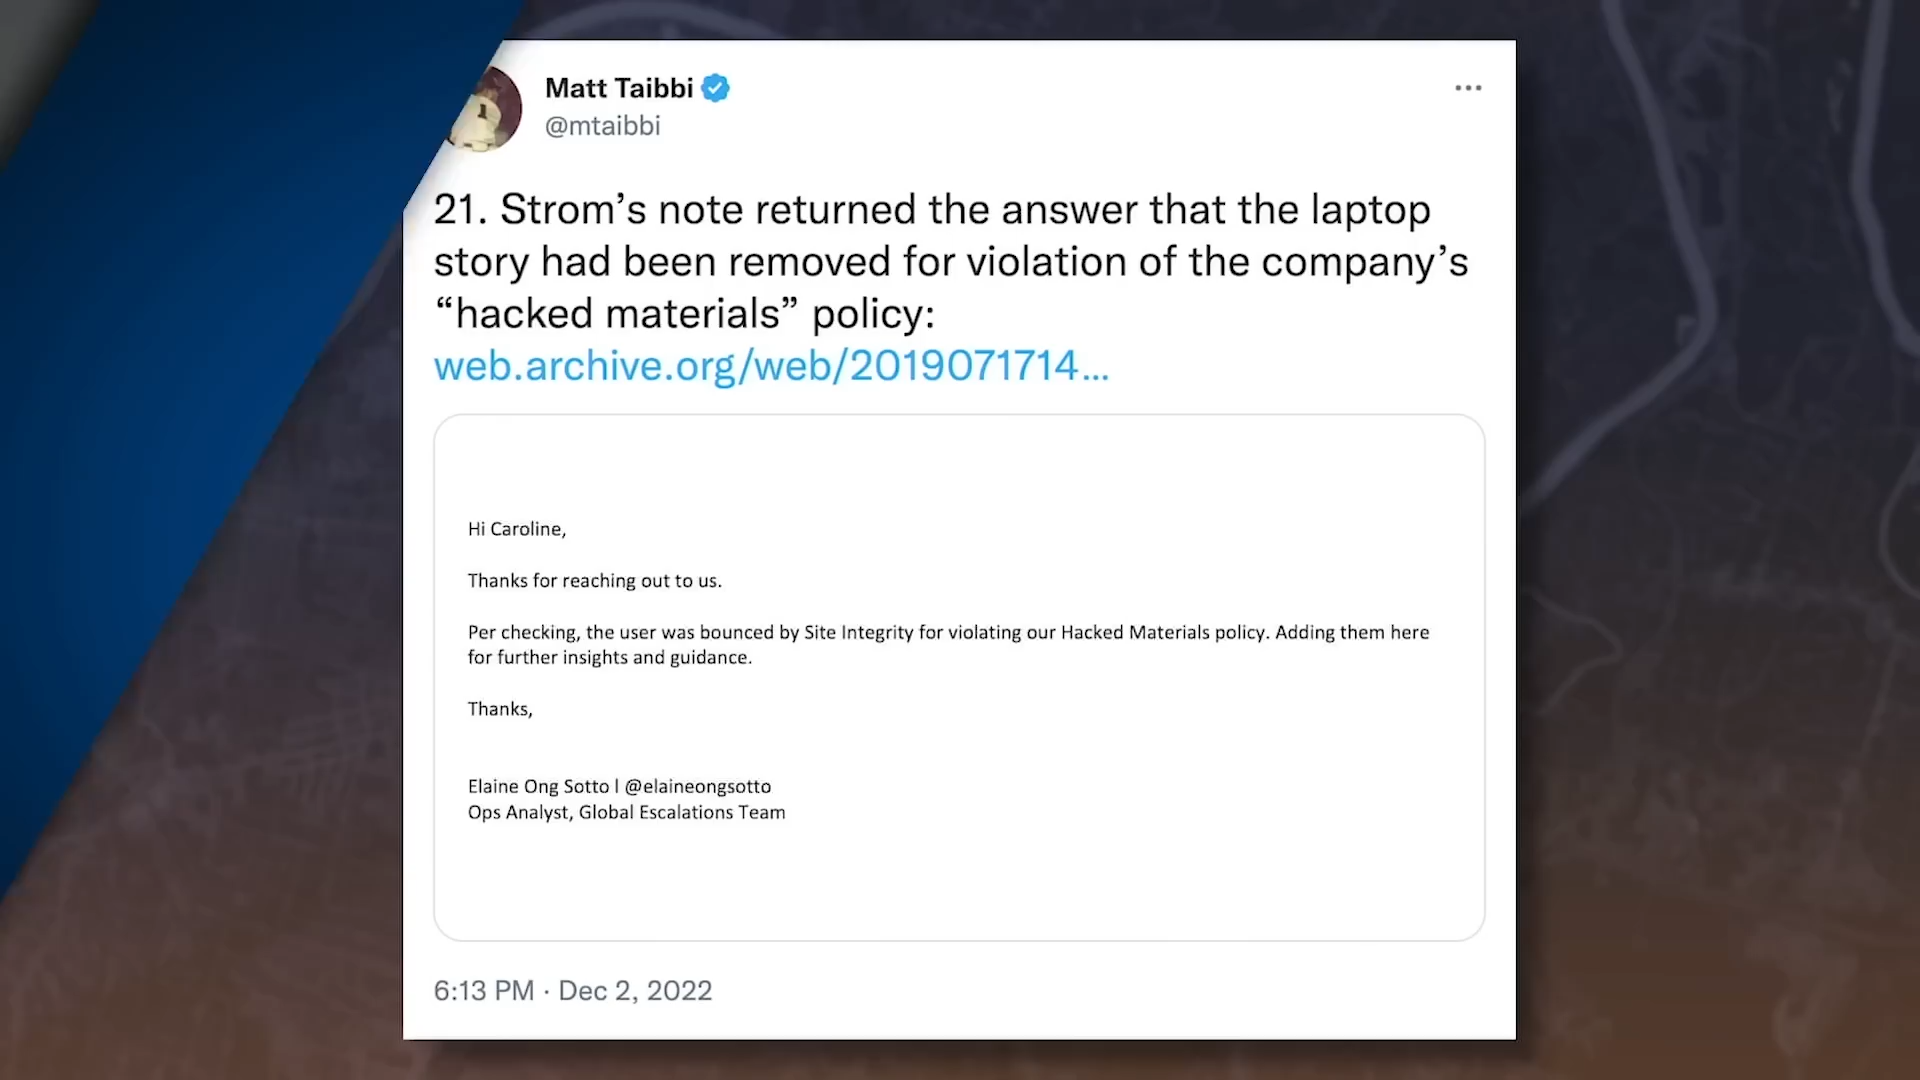 Matt Taibbi
@mtaibbi
21. Strom’s note returned the answer that the laptop
story had been removed for violation of the company’s
“hacked materials” policy:
web.archive.org/web/2019071714...
Hi Caroline,
Thanks for reaching out to us.
Per checking, the user was bounced by Site Integrity for violating our Hacked Materials policy. Adding them here
for further insights and guidance.
Thanks,
Elaine Ong Sotto l @elaineongsotto
Ops Analyst, Global Escalations Team
6:13 PM · Dec 2, 2022